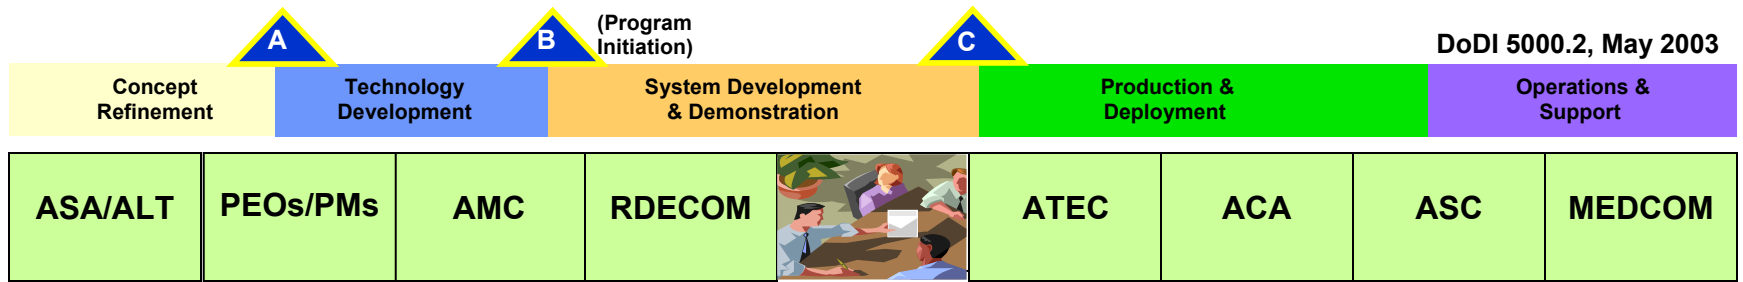 A
B
(Program
Initiation)
C
DoDI 5000.2, May 2003
Concept
Refinement
Technology
Development
System Development
& Demonstration
Production &
Deployment
Operations &
Support
ASA/ALT
PEOs/PMs
AMC
RDECOM
ATEC
ACA
ASC
MEDCOM